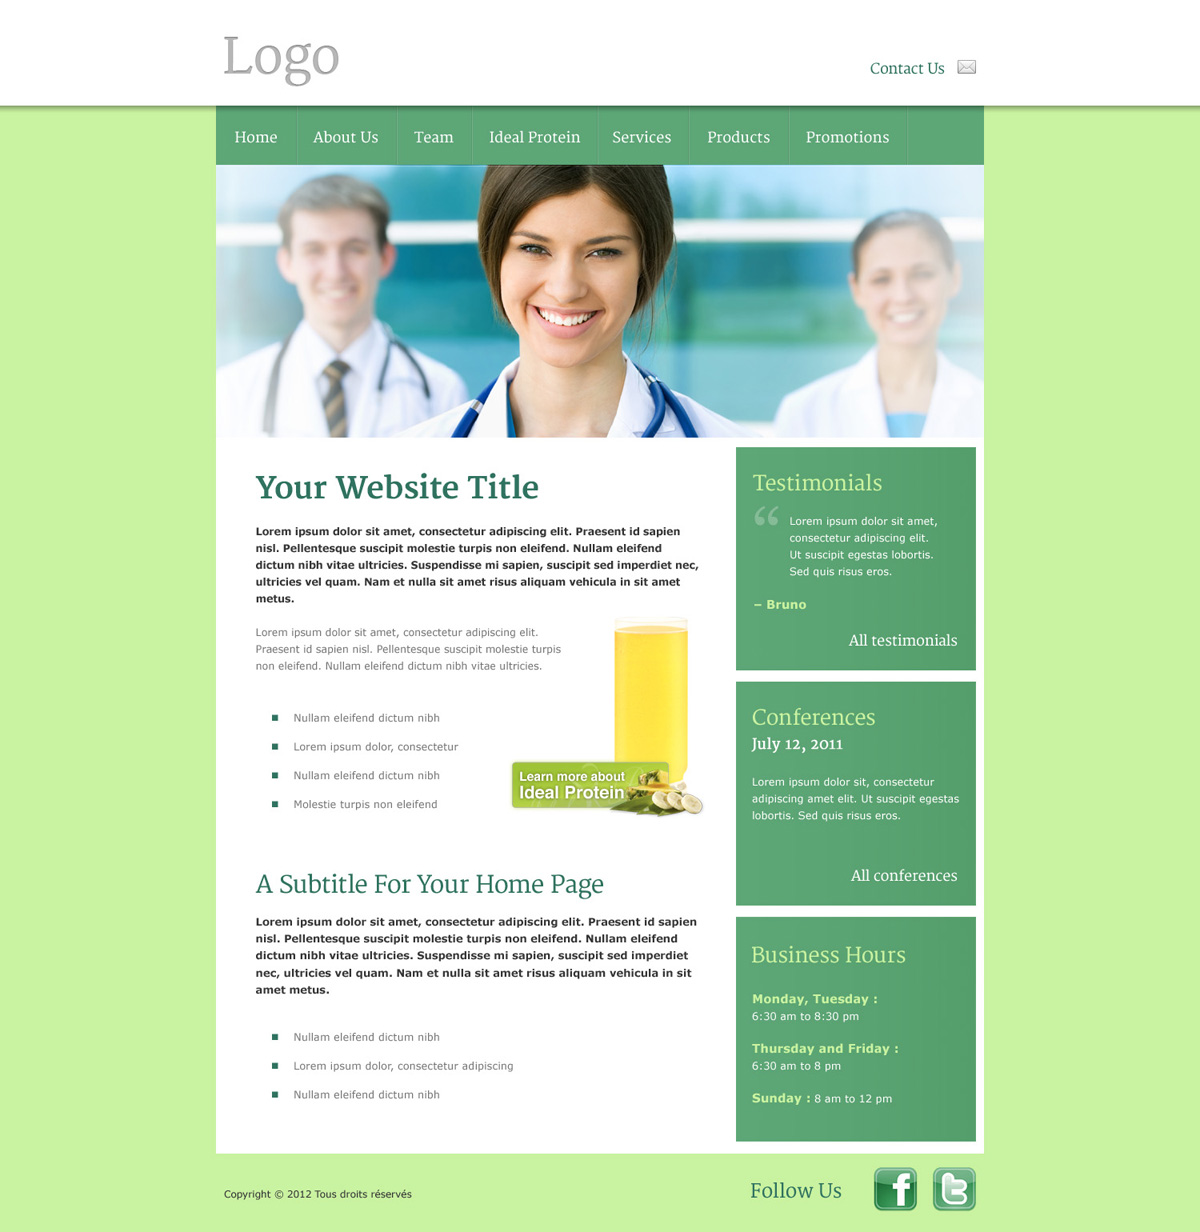 Logo
Contact Us
Home About Us Team Ideal Protein Services Products Promotions
Your Website Title
Lorem ipsum dolor sit amet, consectetur adipiscing elit. Praesent id sapien
nisl. Pellentesque suscipit molestie turpis non eleifend. Nullam eleifend
dictum nibh vitae ultricies. Suspendisse mi sapien, suscipit sed imperdiet nec,
ultricies vel quam. Nam et nulla sit amet risus aliquam vehicula in sit amet
metus.
Lorem ipsum dolor sit amet, consectetur adipiscing elit.
Praesent id sapien nisl. Pellentesque suscipit molestie turpis
non eleifend. Nullam eleifend dictum nibh vitae ultricies.
Nullam eleifend dictum nibh
Lorem ipsum dolor, consectetur
Nullam eleifend dictum nibh
Molestie turpis non eleifend
Learn more about
Ideal Protein
A Subtitle For Your Home Page
Lorem ipsum dolor sit amet, consectetur adipiscing elit. Praesent id sapien
nisl. Pellentesque suscipit molestie turpis non eleifend. Nullam eleifend
dictum nibh vitae ultricies. Suspendisse mi sapien, suscipit sed imperdiet
nec, ultricies vel quam. Nam et nulla sit amet risus aliquam vehicula in sit
amet metus.
Nullam eleifend dictum nibh
Lorem ipsum dolor, consectetur adipiscing
Nullam eleifend dictum nibh
Testimonials
“ Lorem ipsum dolor sit amet,
consectetur adipiscing elit.
Ut suscipit egestas lobortis.
Sed quis risus eros.
– Bruno
All testimonials
Conferences
July 12, 2011
Lorem ipsum dolor sit, consectetur
adipiscing amet elit. Ut suscipit egestas
lobortis. Sed quis risus eros.
All conferences
Business Hours
Monday, Tuesday :
6:30 am to 8:30 pm
Thursday and Friday :
6:30 am to 8 pm
Sunday : 8 am to 12 pm
Copyright © 2012 Tous droits réservés
Follow Us f t